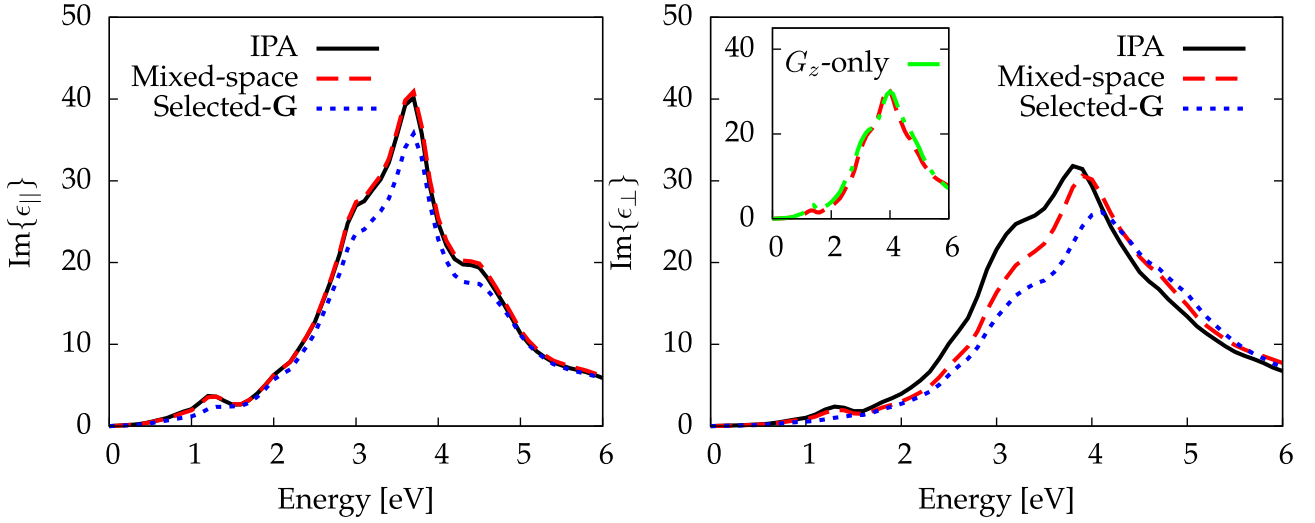 50
40
30
20
10
0
Im{ϵ||}
IPA
Mixed-space
Selected-G
0 1 2 3 4 5 6
Energy [eV]
50
40
30
20
10
0
Im{ϵ⊥}
IPA
Mixed-space
Selected-G
40
20
0
Gz-only
0 2 4 6
0 1 2 3 4 5 6
Energy [eV]